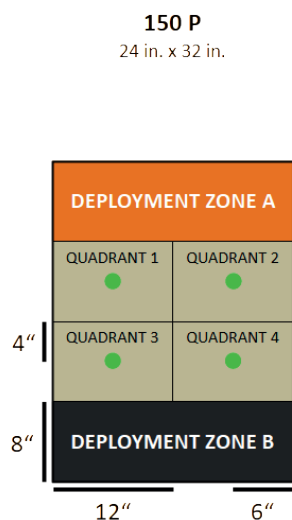 150 P
24 in. x 32 in.
DEPLOYMENT ZONE A
QUADRANT 1 QUADRANT 2
4“ QUADRANT 3 QUADRANT 4
8“ DEPLOYMENT ZONE B
12“ 6“